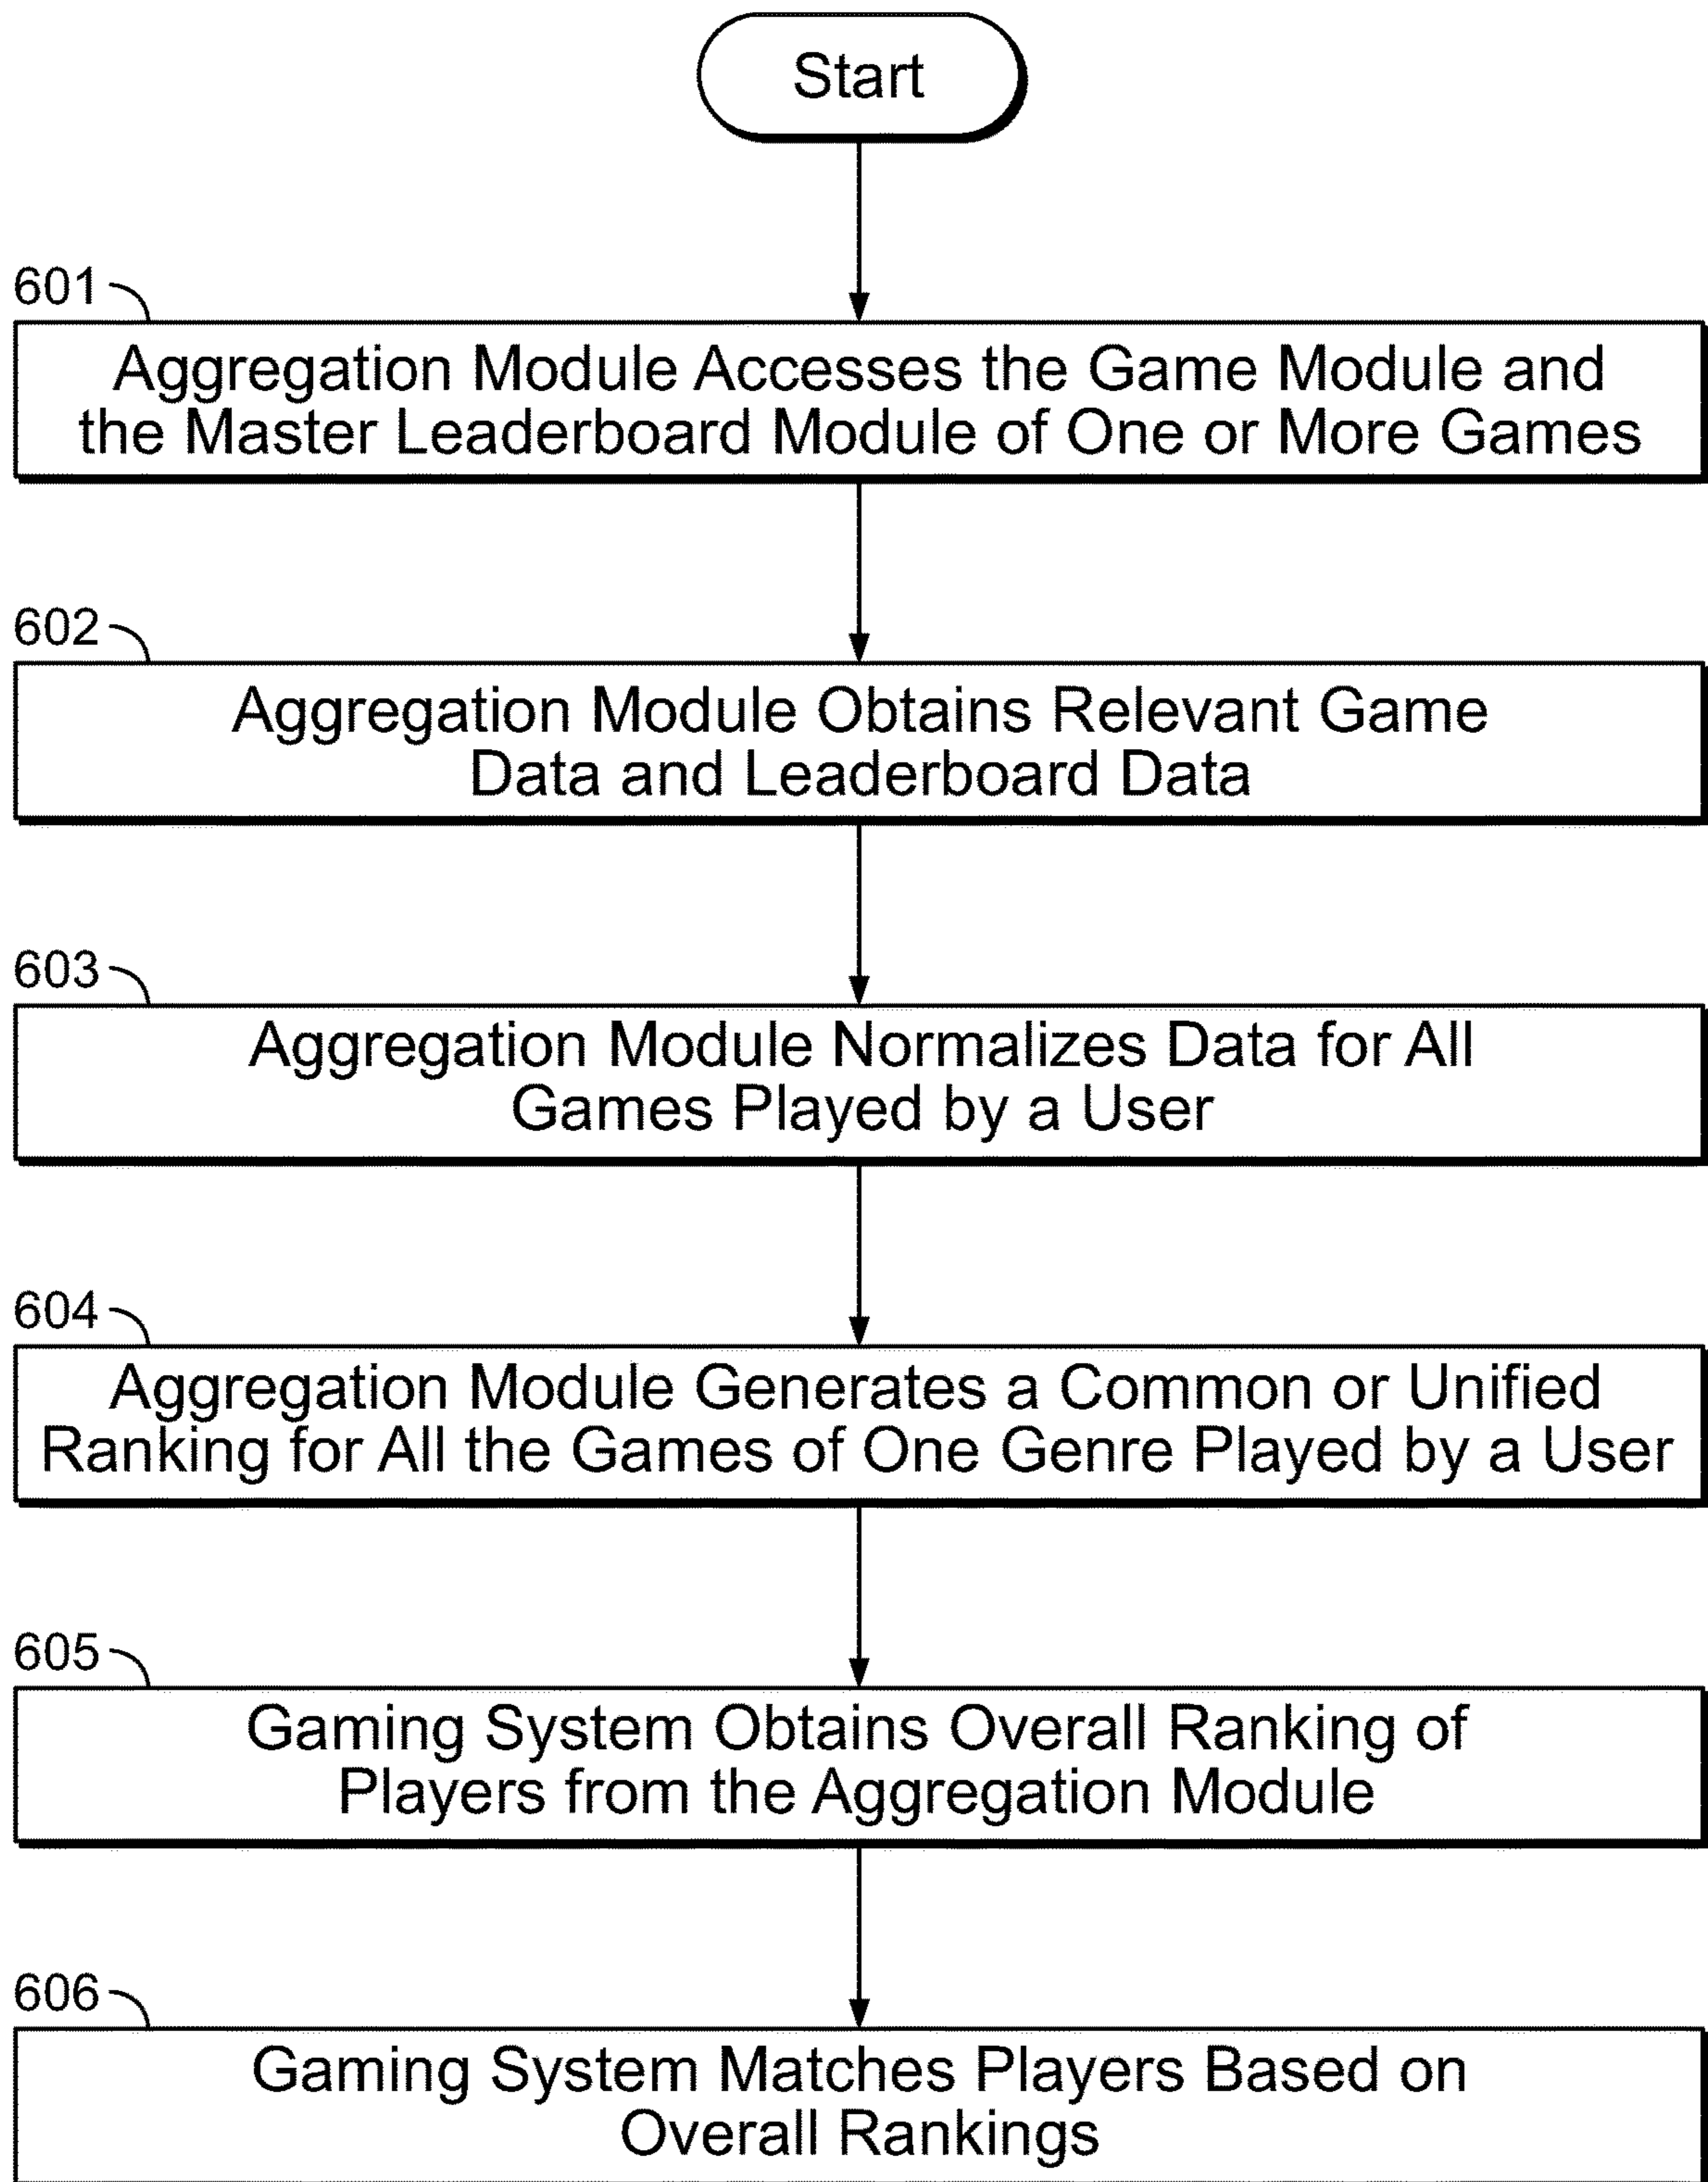 Start
601
Aggregation Module Accesses the Game Module and
the Master Leaderboard Module of One or More Games
602
Aggregation Module Obtains Relevant Game
Data and Leaderboard Data
603
Aggregation Module Normalizes Data for All
Games Played by a User
604
Aggregation Module Generates a Common or Unified
Ranking for All the Games of One Genre Played by a User
605
Gaming System Obtains Overall Ranking of
Players from the Aggregation Module
606
Gaming System Matches Players Based on
Overall Rankings